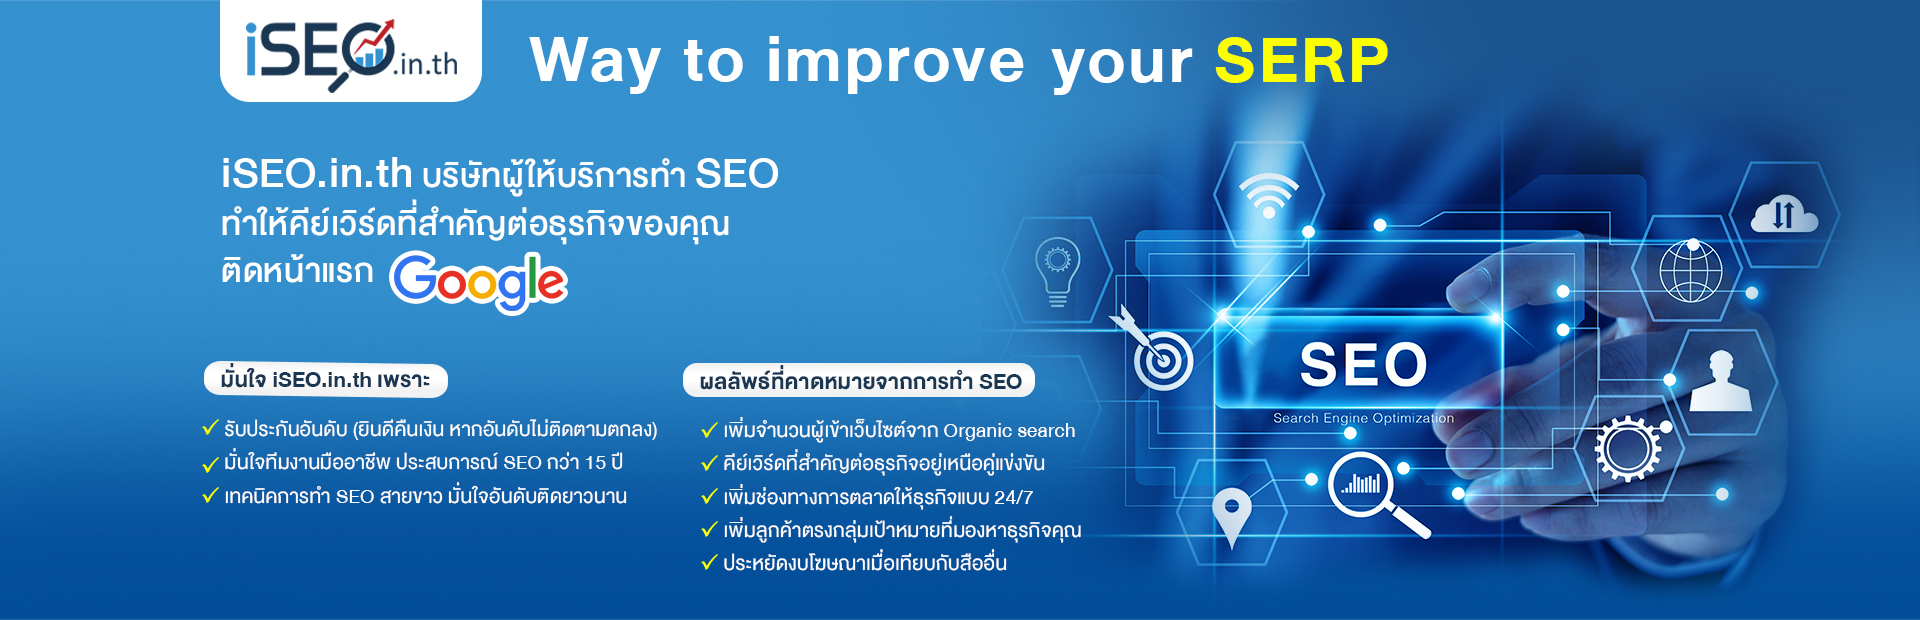 iSEO.in.th
Way to improve your SERP
iSEO.in.th บริษัทผู้ให้บริการทำ SEO
ทำให้คีย์เวิร์ดที่สำคัญต่อธุรกิจของคุณ
ติดหน้าแรก Google
มั่นใจ iSEO.in.th เพราะ
รับประกันอันดับ (ยินดีคืนเงิน หากอันดับไม่ติดตามตกลง)
มั่นใจทีมงานมืออาชีพ ประสบการณ์ SEO กว่า 15 ปี
เทคนิคการทำ SEO สายขาว มั่นใจอันดับติดยาวนาน
ผลลัพธ์ที่คาดหมายจากการทำ SEO
เพิ่มจำนวนผู้เข้าเว็บไซต์จาก Organic search
คีย์เวิร์ดที่สำคัญต่อธุรกิจอยู่เหนือคู่แข่งขัน
เพิ่มช่องทางการตลาดให้ธุรกิจแบบ 24/7
เพิ่มลูกค้าตรงกลุ่มเป้าหมายที่มองหาธุรกิจคุณ
ประหยัดงบโฆษณาเมื่อเทียบกับสื่ออื่น
SEO
Search Engine Optimization